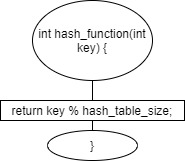 int hash_function(int
key) {
return key % hash_table_size;
}